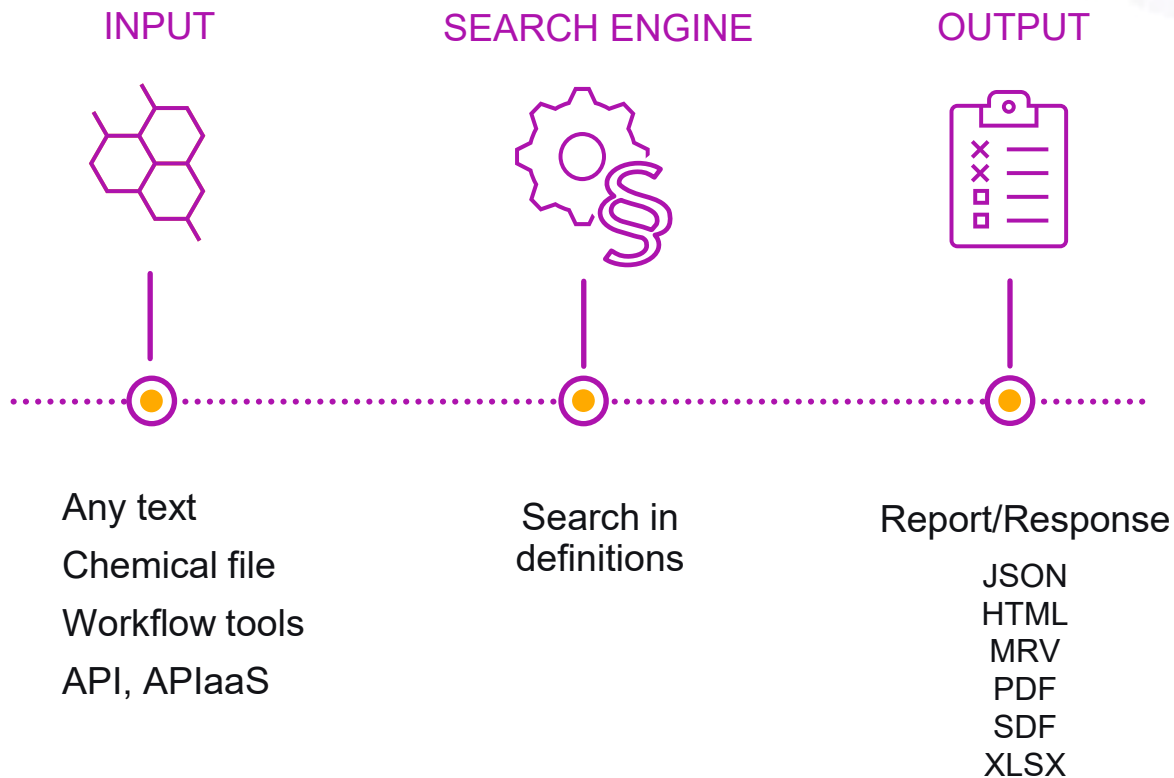 INPUT
SEARCH ENGINE
OUTPUT
§
Any text
Chemical file
Workflow tools
API, APIaaS
Search in
definitions
Report/Response
JSON
HTML
MRV
PDF
SDF
XLSX